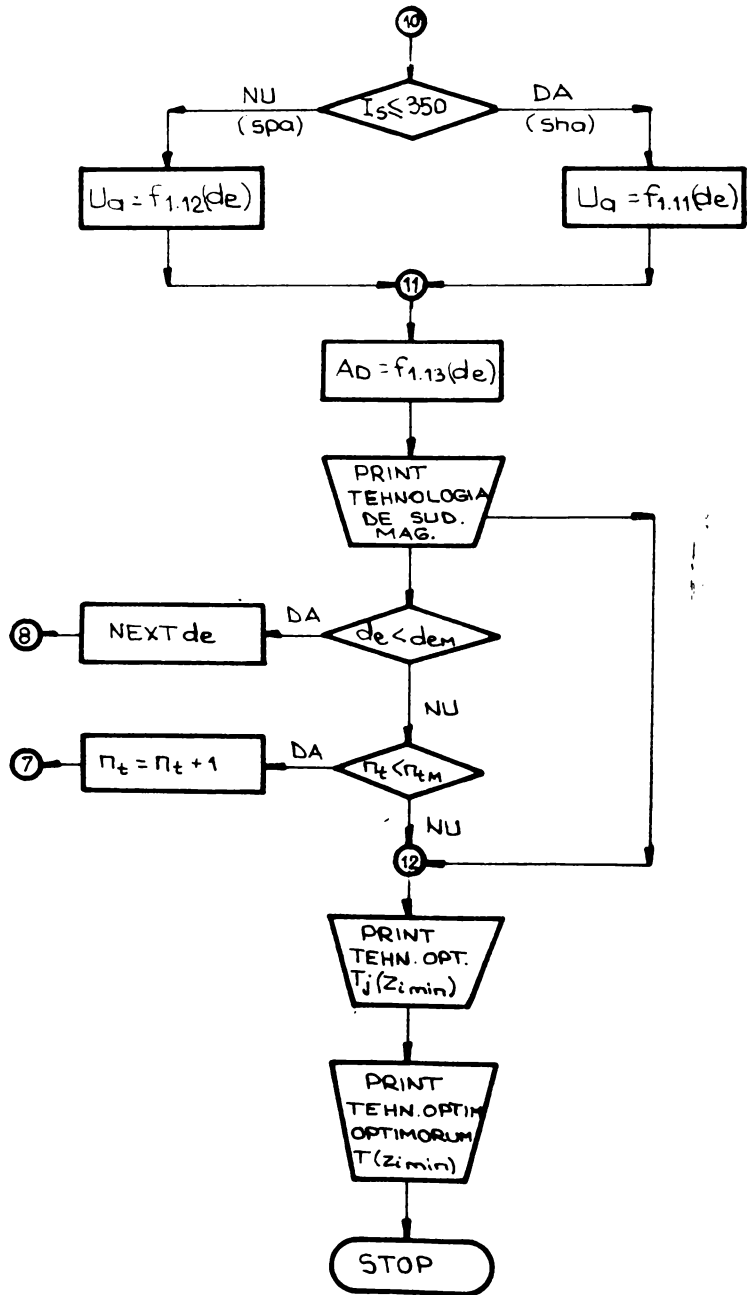 10
NU
(spa)
Is≤350
DA
(sha)
Ua=f1.12(de)
Ua=f1.11(de)
11
AD=f1.13(de)
PRINT
TEHNOLOGIA
DE SUD.
MAG.
8
NEXT de
DA
de<deM
NU
7
nt=nt+1
DA
nt<ntM
NU
12
PRINT
TEHN.OPT.
Tj(Zimin)
PRINT
TEHN.OPTIM
OPTIMORUM
T(Zimin)
STOP